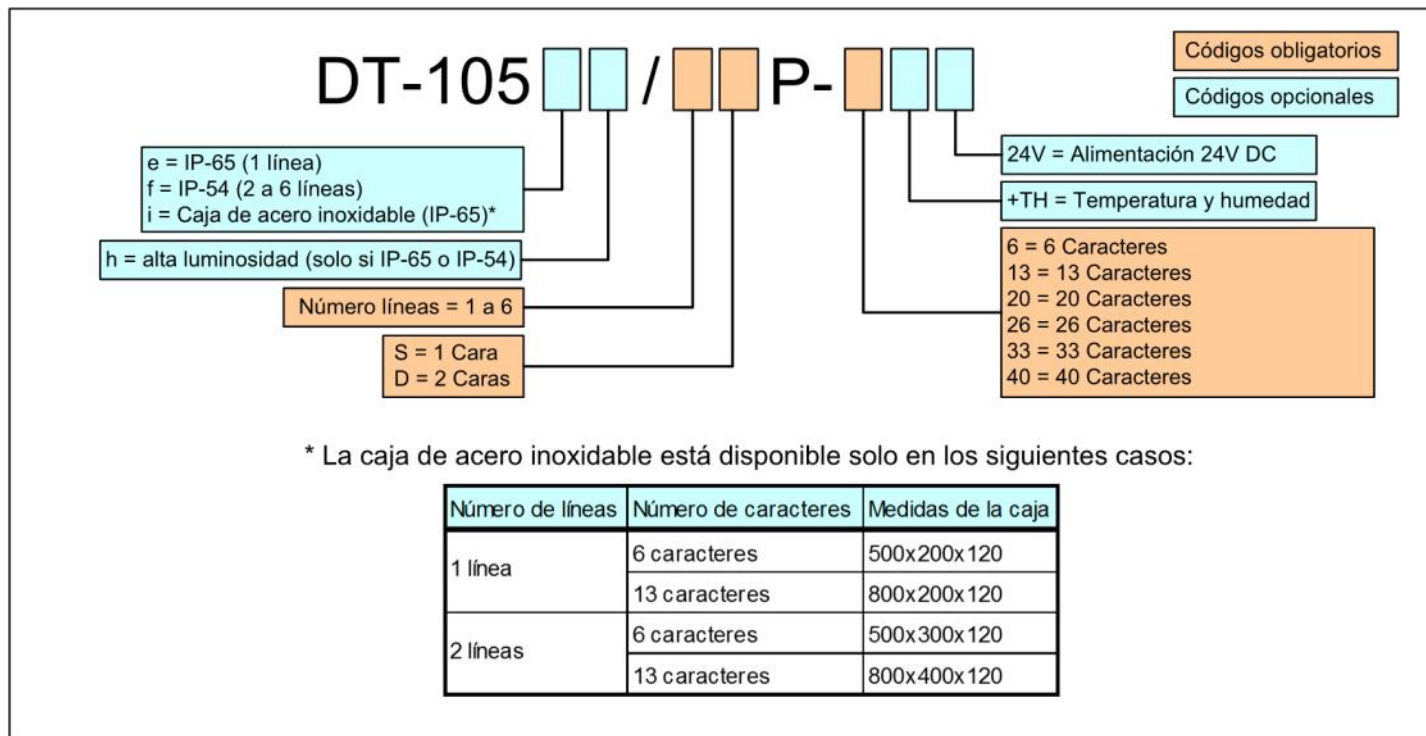 DT-105 / P-
Códigos obligatorios
Códigos opcionales
e = IP-65 (1 línea)
f = IP-54 (2 a 6 líneas)
i = Caja de acero inoxidable (IP-65)*
h = alta luminosidad (solo si IP-65 o IP-54)
Número líneas = 1 a 6
S = 1 Cara
D = 2 Caras
24V = Alimentación 24V DC
+TH = Temperatura y humedad
6 = 6 Caracteres
13 = 13 Caracteres
20 = 20 Caracteres
26 = 26 Caracteres
33 = 33 Caracteres
40 = 40 Caracteres
* La caja de acero inoxidable está disponible solo en los siguientes casos:
Número de líneas Número de caracteres Medidas de la caja
1 línea
6 caracteres 500x200x120
13 caracteres 800x200x120
2 líneas
6 caracteres 500x300x120
13 caracteres 800x400x120